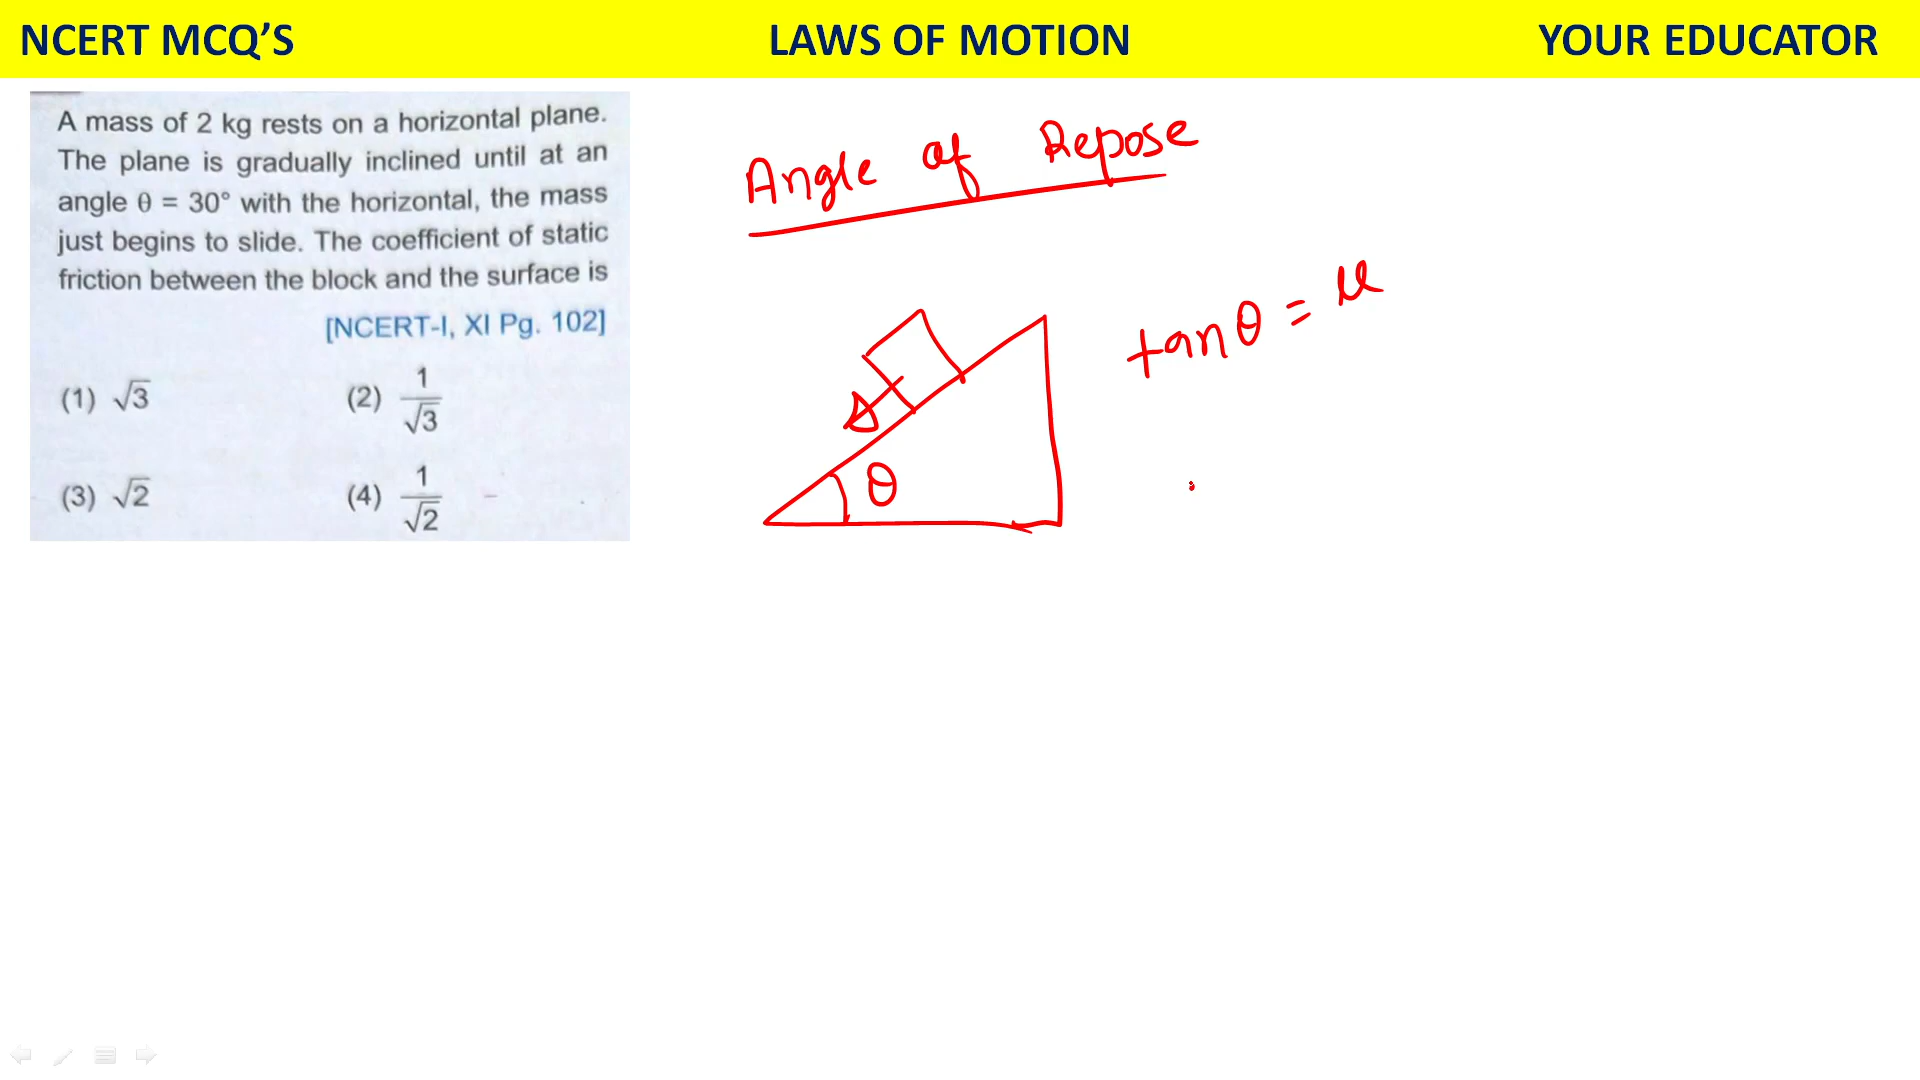 NCERT MCQ’S LAWS OF MOTION YOUR EDUCATOR
A mass of 2 kg rests on a horizontal plane.
The plane is gradually inclined until at an
angle θ = 30° with the horizontal, the mass
just begins to slide. The coefficient of static
friction between the block and the surface is
[NCERT-I, XI Pg. 102]
(1) √3 (2) 1/√3
(3) √2 (4) 1/√2
Angle of Repose
tanθ = μ
θ